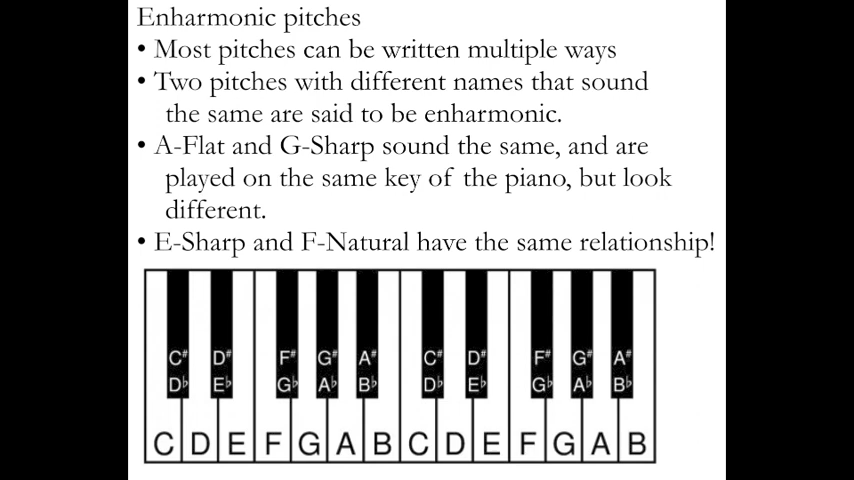 Enharmonic pitches
• Most pitches can be written multiple ways
• Two pitches with different names that sound
the same are said to be enharmonic.
• A-Flat and G-Sharp sound the same, and are
played on the same key of the piano, but look
different.
• E-Sharp and F-Natural have the same relationship!
C# D# F# G# A# C# D# F# G# A#
D♭ E♭ G♭ A♭ B♭ D♭ E♭ G♭ A♭ B♭
C D E F G A B C D E F G A B